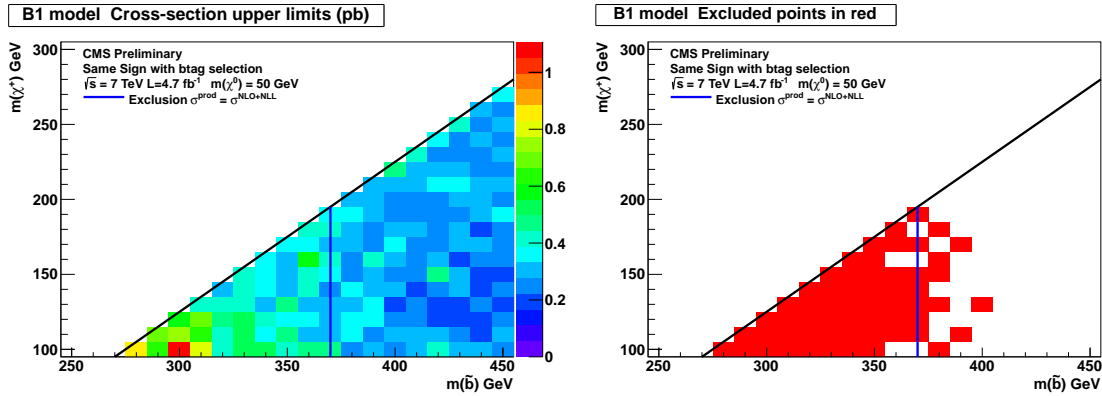 B1 model Cross-section upper limits (pb)
m(χ⁺) GeV
300
250
200
150
100
CMS Preliminary
Same Sign with btag selection
√s = 7 TeV L=4.7 fb⁻¹ m(χ⁰) = 50 GeV
Exclusion σᵖʳᵒᵈ = σᴺᴸᴼ⁺ᴺᴸᴸ
1
0.8
0.6
0.4
0.2
0
250 300 350 400 450
m(b̃) GeV
B1 model Excluded points in red
m(χ⁺) GeV
300
250
200
150
100
CMS Preliminary
Same Sign with btag selection
√s = 7 TeV L=4.7 fb⁻¹ m(χ⁰) = 50 GeV
Exclusion σᵖʳᵒᵈ = σᴺᴸᴼ⁺ᴺᴸᴸ
250 300 350 400 450
m(b̃) GeV